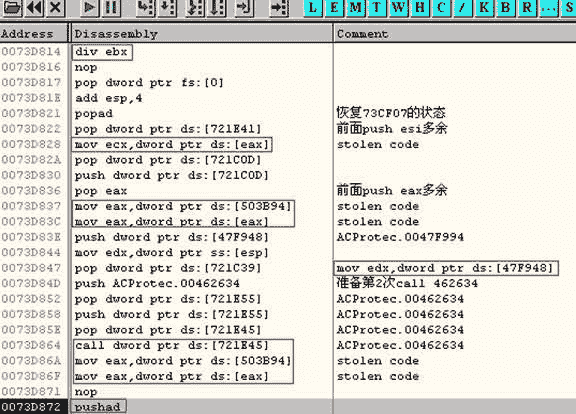 L E M T W H C / K B R ... S
Address Disassembly Comment
0073D814 div ebx
0073D816 nop
0073D817 pop dword ptr fs:[0]
0073D81E add esp,4
0073D821 popad 恢复73CF07的状态
0073D822 pop dword ptr ds:[721E41] 前面push esi多余
0073D828 mov ecx,dword ptr ds:[eax] stolen code
0073D82A pop dword ptr ds:[721C0D]
0073D830 push dword ptr ds:[721C0D]
0073D836 pop eax 前面push eax多余
0073D837 mov eax,dword ptr ds:[503B94] stolen code
0073D83C mov eax,dword ptr ds:[eax] stolen code
0073D83E push dword ptr ds:[47F948] ACProtec.0047F994
0073D844 mov edx,dword ptr ss:[esp]
0073D847 pop dword ptr ds:[721C39] mov edx,dword ptr ds:[47F948]
0073D84D push ACProtec.00462634 准备第2次call 462634
0073D852 pop dword ptr ds:[721E55] ACProtec.00462634
0073D858 push dword ptr ds:[721E55] ACProtec.00462634
0073D85E pop dword ptr ds:[721E45] ACProtec.00462634
0073D864 call dword ptr ds:[721E45] ACProtec.00462634
0073D86A mov eax,dword ptr ds:[503B94] stolen code
0073D86F mov eax,dword ptr ds:[eax] stolen code
0073D871 nop
0073D872 pushad